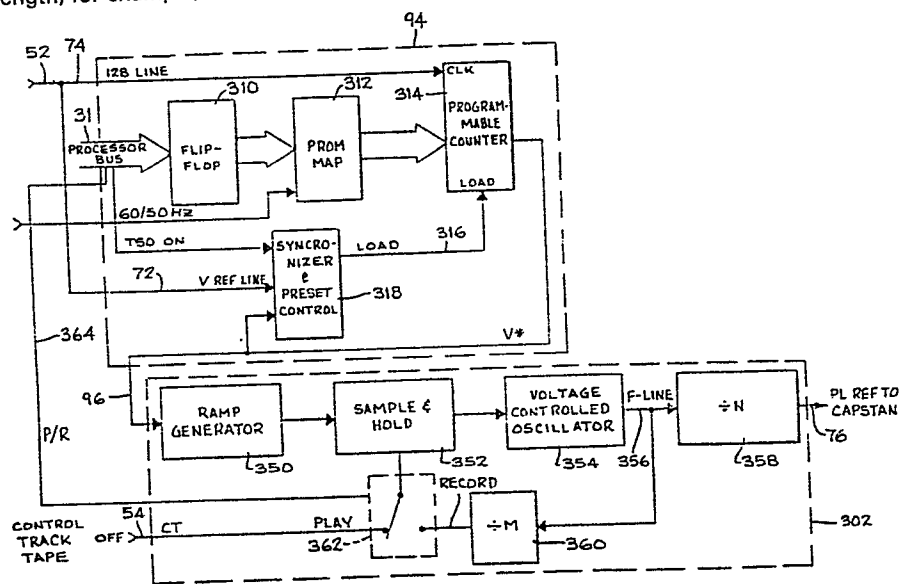 ength, for
94
52
74
128 LINE
CLK
310
312
314
PROGRAM-
MABLE
COUNTER
31
PROCESSOR
BUS
FLIP-
FLOP
PROM
MAP
LOAD
60/50 HZ
TSO ON
SYNCRO-
NIZER
&
PRESET
CONTROL
LOAD
316
72
V REF LINE
318
364
V*
96
RAMP
GENERATOR
SAMPLE &
HOLD
VOLTAGE
CONTROLLED
OSCILLATOR
F-LINE
÷N
PL REF TO
CAPSTAN
76
P/R
350
352
354
356
358
RECORD
CONTROL
TRACK
TAPE
OFF
54
CT
PLAY
362
÷M
360
302